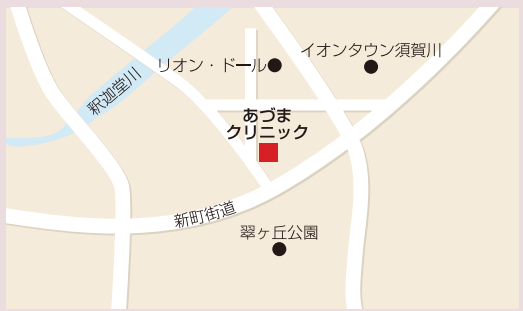 イオンタウン須賀川
リオン・ドール
釈迦堂川
あづま
クリニック
新町街道
翠ヶ丘公園